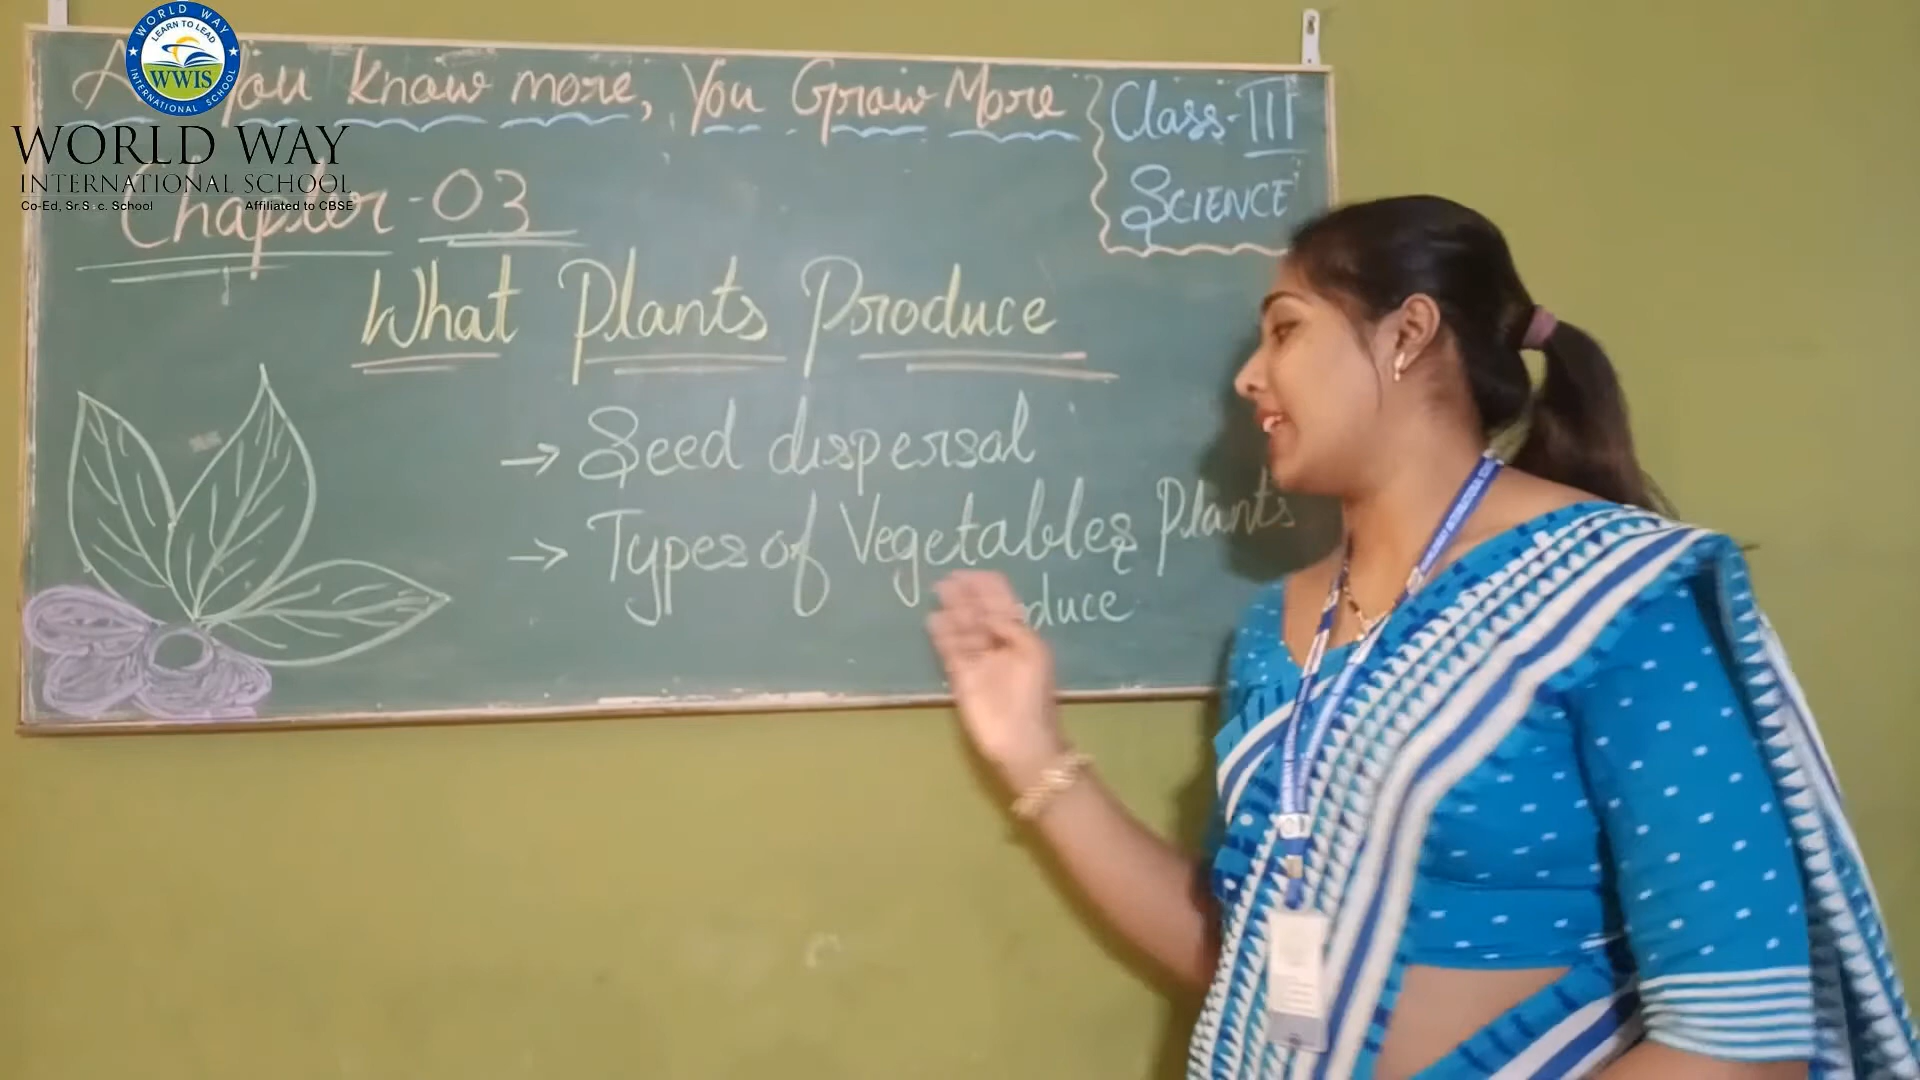 WORLD WAY
LEARN TO LEAD
WWIS
INTERNATIONAL SCHOOL
WORLD WAY
INTERNATIONAL SCHOOL
Co-Ed, Sr.Sec. School Affiliated to CBSE
you know more, You Grow More
Class-III
SCIENCE
Chapter-03
What Plants Produce
→ Seed dispersal
→ Types of Vegetables Plants
duce